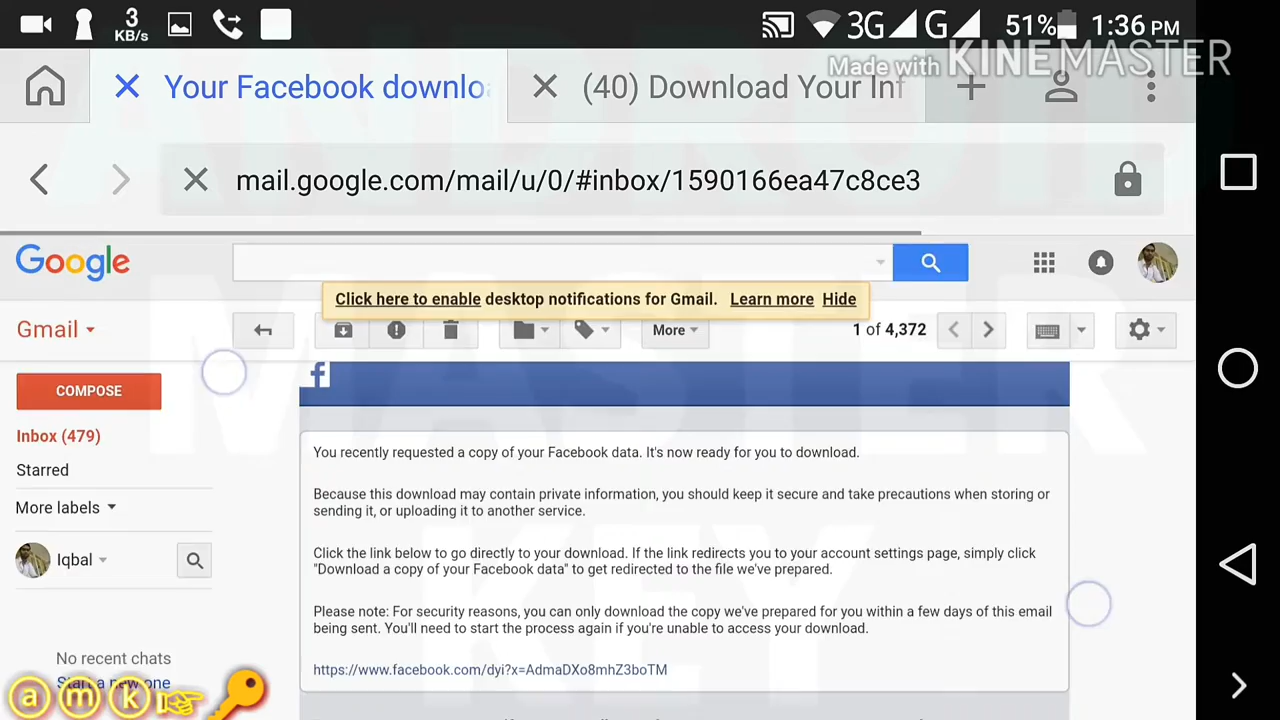 3
KB/s
3G G 51% 1:36 PM
Made with KINEMASTER
Your Facebook downlo
(40) Download Your Inf
mail.google.com/mail/u/0/#inbox/1590166ea47c8ce3
Google
Click here to enable desktop notifications for Gmail. Learn more Hide
Gmail
More
1 of 4,372
COMPOSE
Inbox (479)
Starred
More labels
Iqbal
No recent chats
Start a new one
f
You recently requested a copy of your Facebook data. It's now ready for you to download.
Because this download may contain private information, you should keep it secure and take precautions when storing or
sending it, or uploading it to another service.
Click the link below to go directly to your download. If the link redirects you to your account settings page, simply click
"Download a copy of your Facebook data" to get redirected to the file we've prepared.
Please note: For security reasons, you can only download the copy we've prepared for you within a few days of this email
being sent. You'll need to start the process again if you're unable to access your download.
https://www.facebook.com/dyi?x=AdmaDXo8mhZ3boTM
MASTER
KEY
a m k